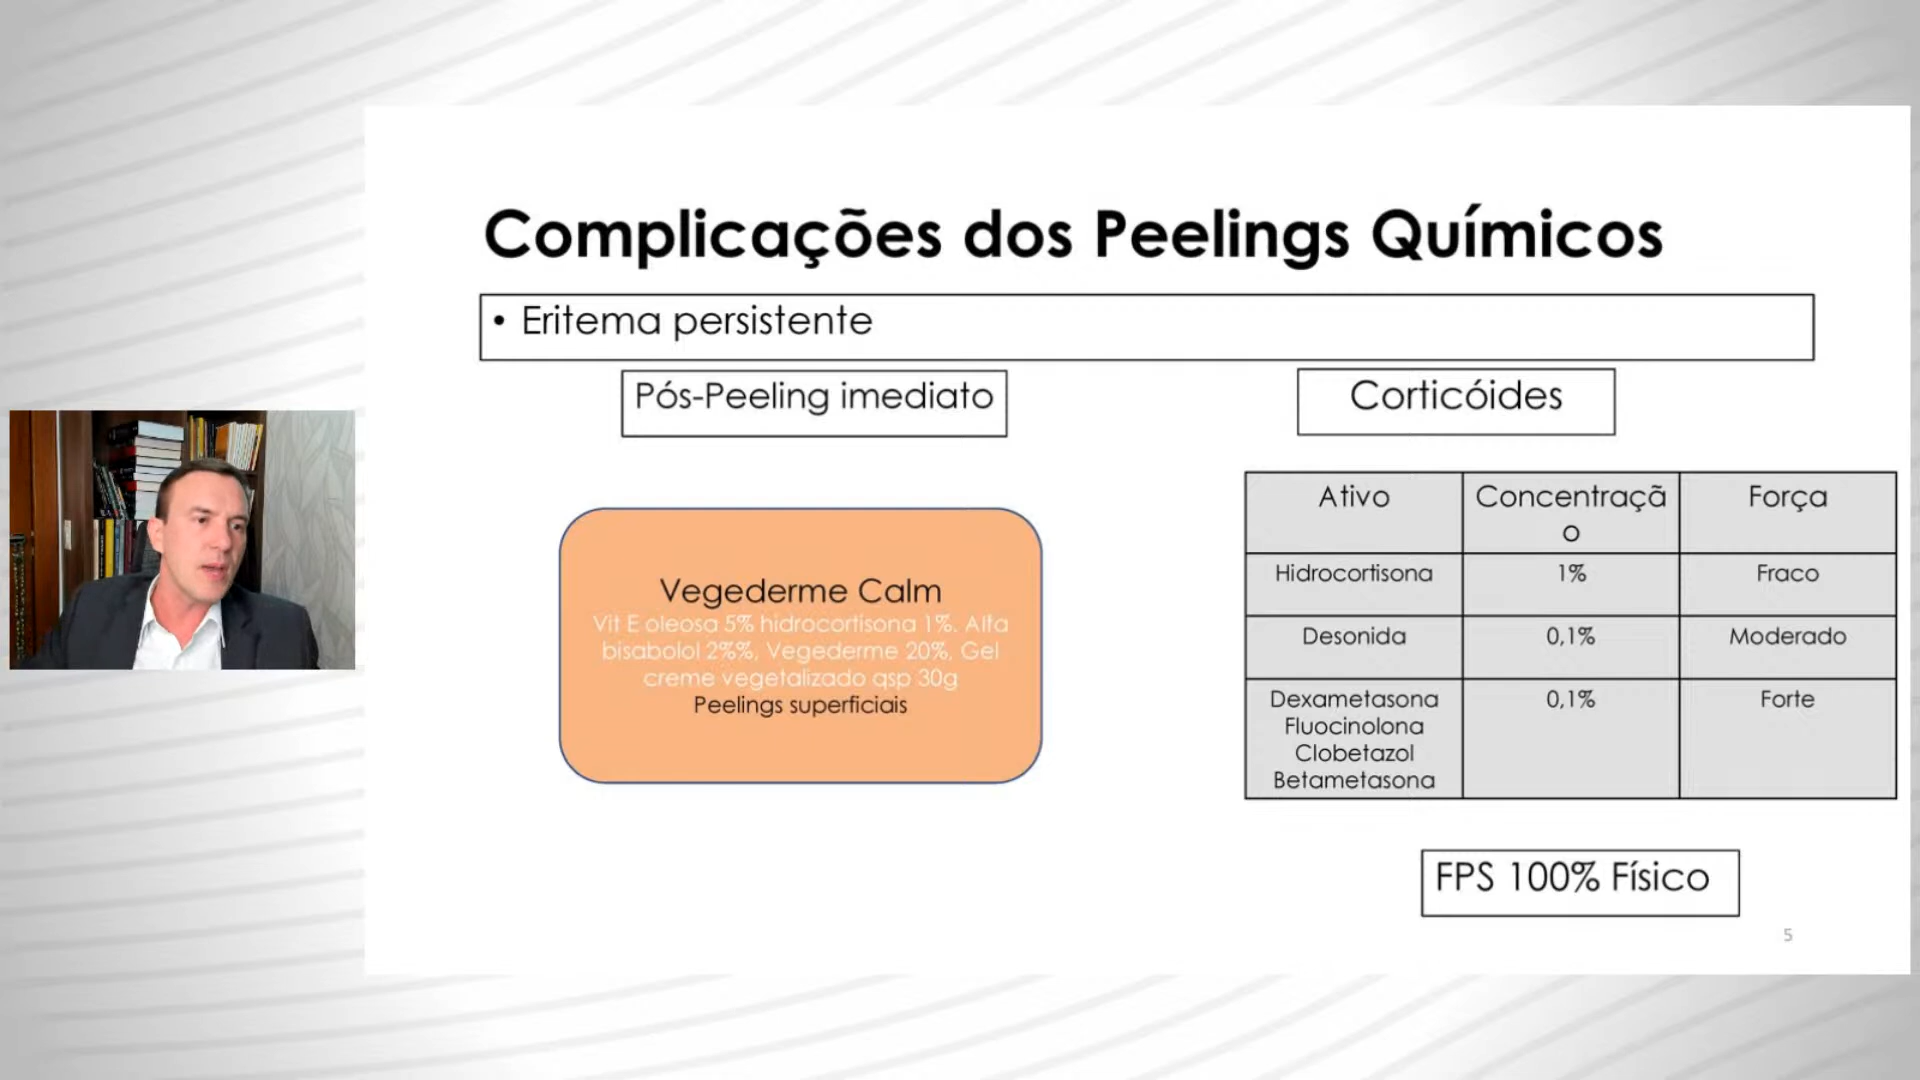 Complicações dos Peelings Químicos
• Eritema persistente
Pós-Peeling imediato
Corticóides
Vegederme Calm
Vit E oleosa 5% hidrocortisona 1%. Alfa
bisabolol 2%%, Vegederme 20%, Gel
creme vegetalizado qsp 30g
Peelings superficiais
Ativo
Concentraçã
o
Força
Hidrocortisona
1%
Fraco
Desonida
0,1%
Moderado
Dexametasona
Fluocinolona
Clobetazol
Betametasona
0,1%
Forte
FPS 100% Físico
5